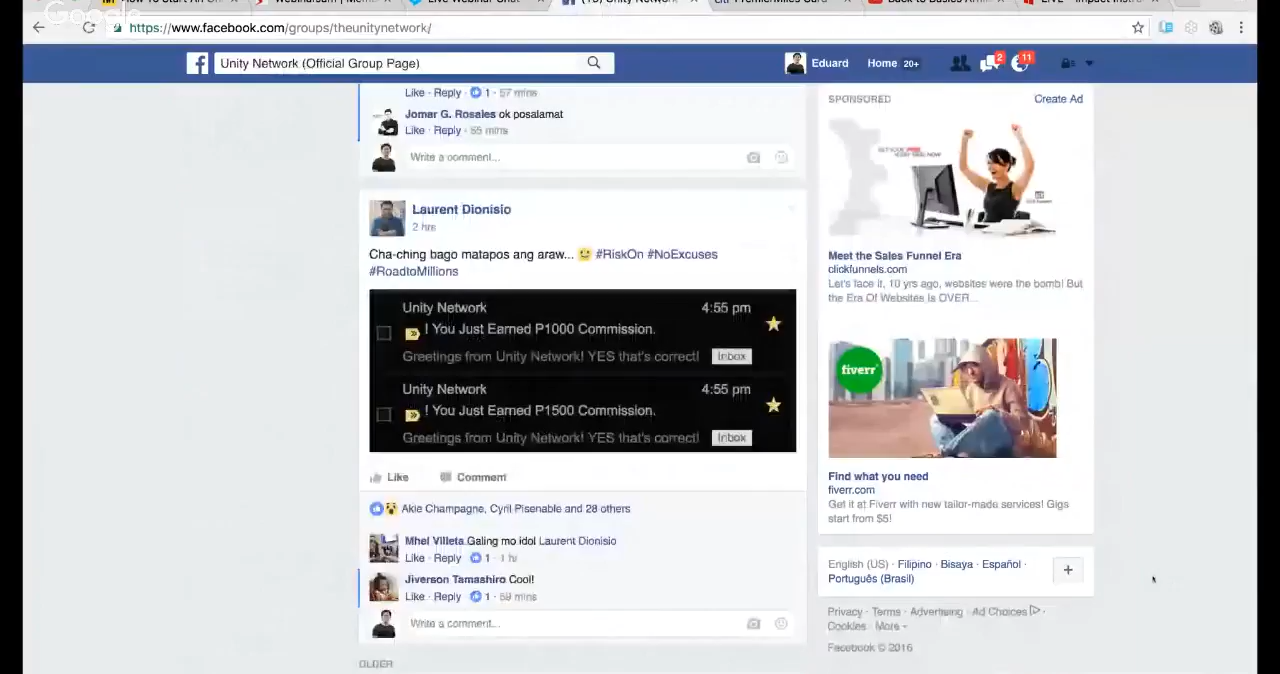 Google
https://www.facebook.com/groups/theunitynetwork/
Unity Network (Official Group Page)
Eduard Home 20+ 2 11
Like · Reply · 1 · 57 mins
Jomar G. Rosales ok posalamat
Like · Reply · 55 mins
Write a comment...
Laurent Dionisio
2 hrs
Cha-ching bago matapos ang araw... #RiskOn #NoExcuses
#RoadtoMillions
Unity Network 4:55 pm
! You Just Earned P1000 Commission.
Greetings from Unity Network! YES that's correct! Inbox
Unity Network 4:55 pm
! You Just Earned P1500 Commission.
Greetings from Unity Network! YES that's correct! Inbox
Like Comment
Akie Champagne, Cyril Pisenable and 28 others
Mhel Villeta Galing mo idol Laurent Dionisio
Like · Reply · 1 · 1 hr
Jiverson Tamashiro Cool!
Like · Reply · 1 · 59 mins
Write a comment...
OLDER
SPONSORED Create Ad
Meet the Sales Funnel Era
clickfunnels.com
Let's face it, 10 yrs ago, websites were the bomb! But
the Era Of Websites is OVER...
fiverr
Find what you need
fiverr.com
Get it at Fiverr with new tailor-made services! Gigs
start from $5!
English (US) · Filipino · Bisaya · Español ·
Português (Brasil)
+
Privacy · Terms · Advertising · Ad Choices ·
Cookies · More
Facebook © 2016